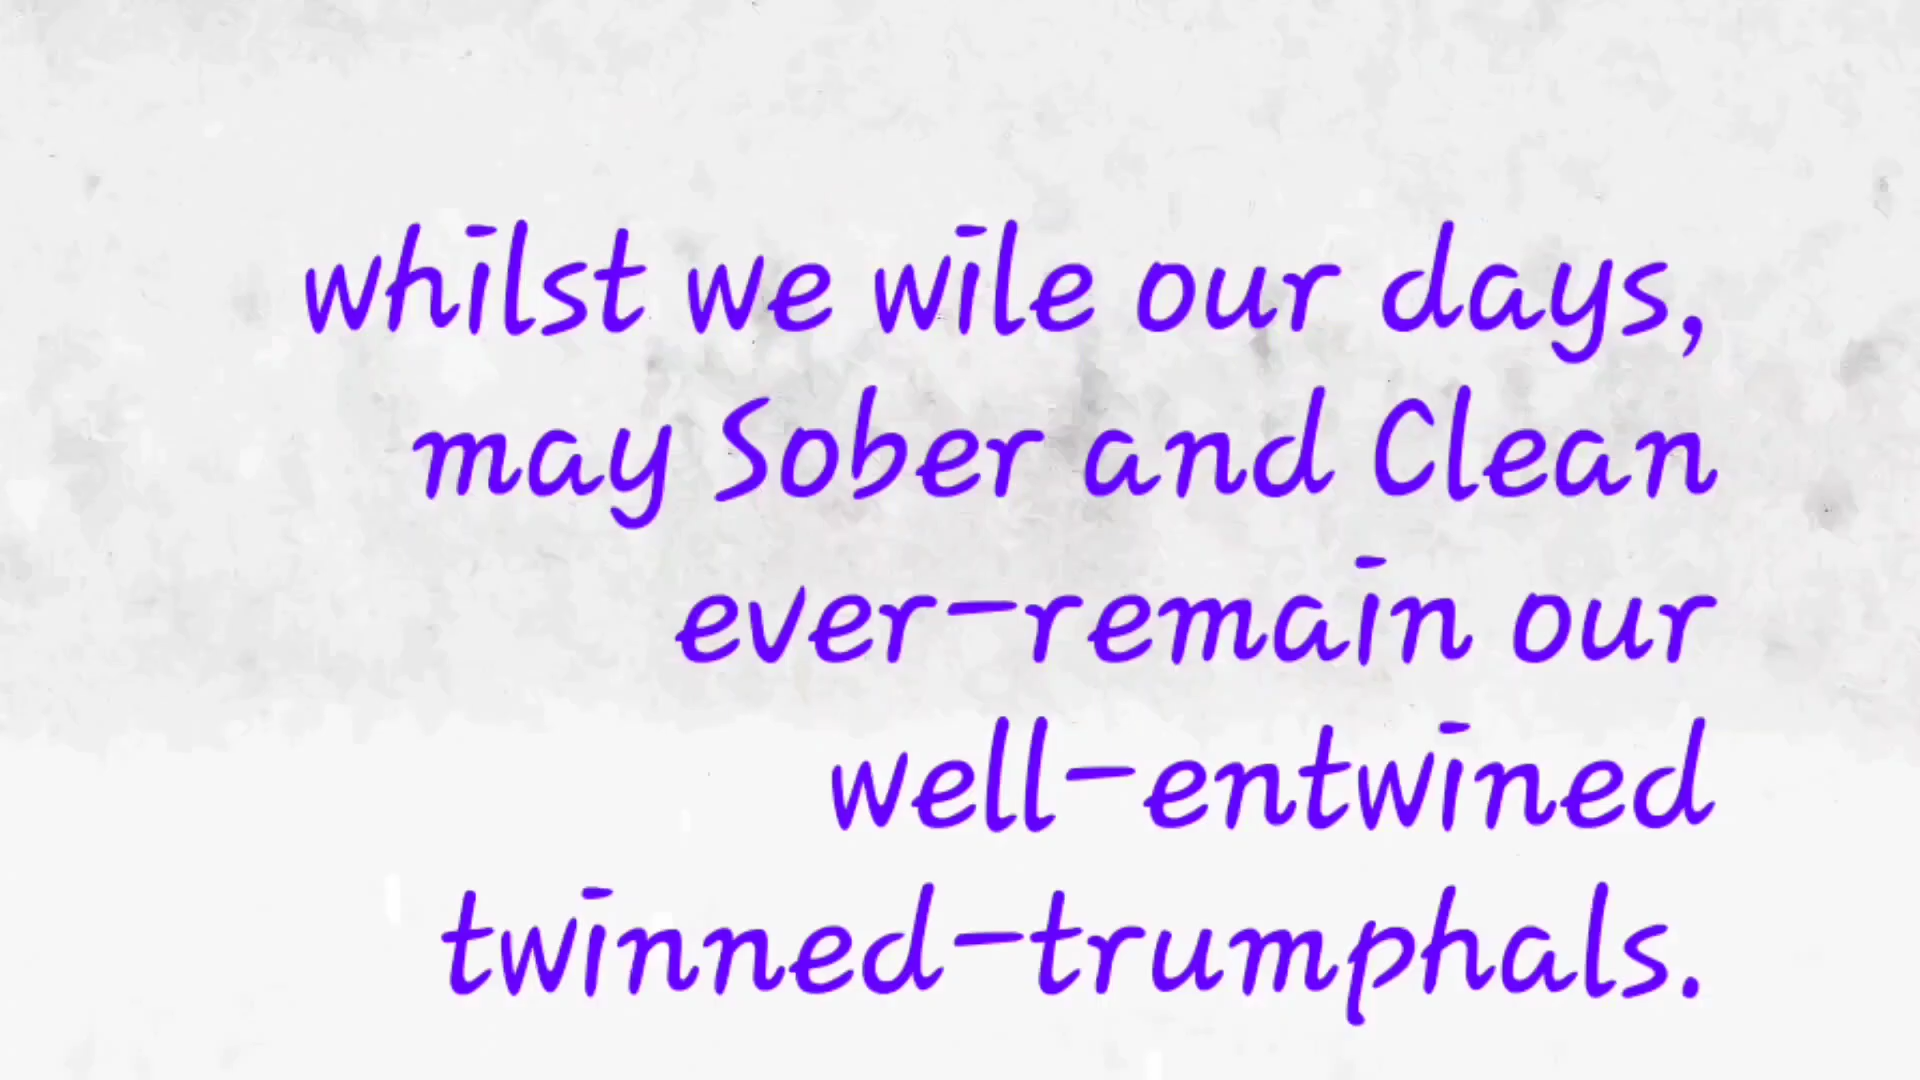 whilst we wile our days,
may Sober and Clean
ever-remain our
well-entwined
twinned-trumphals.